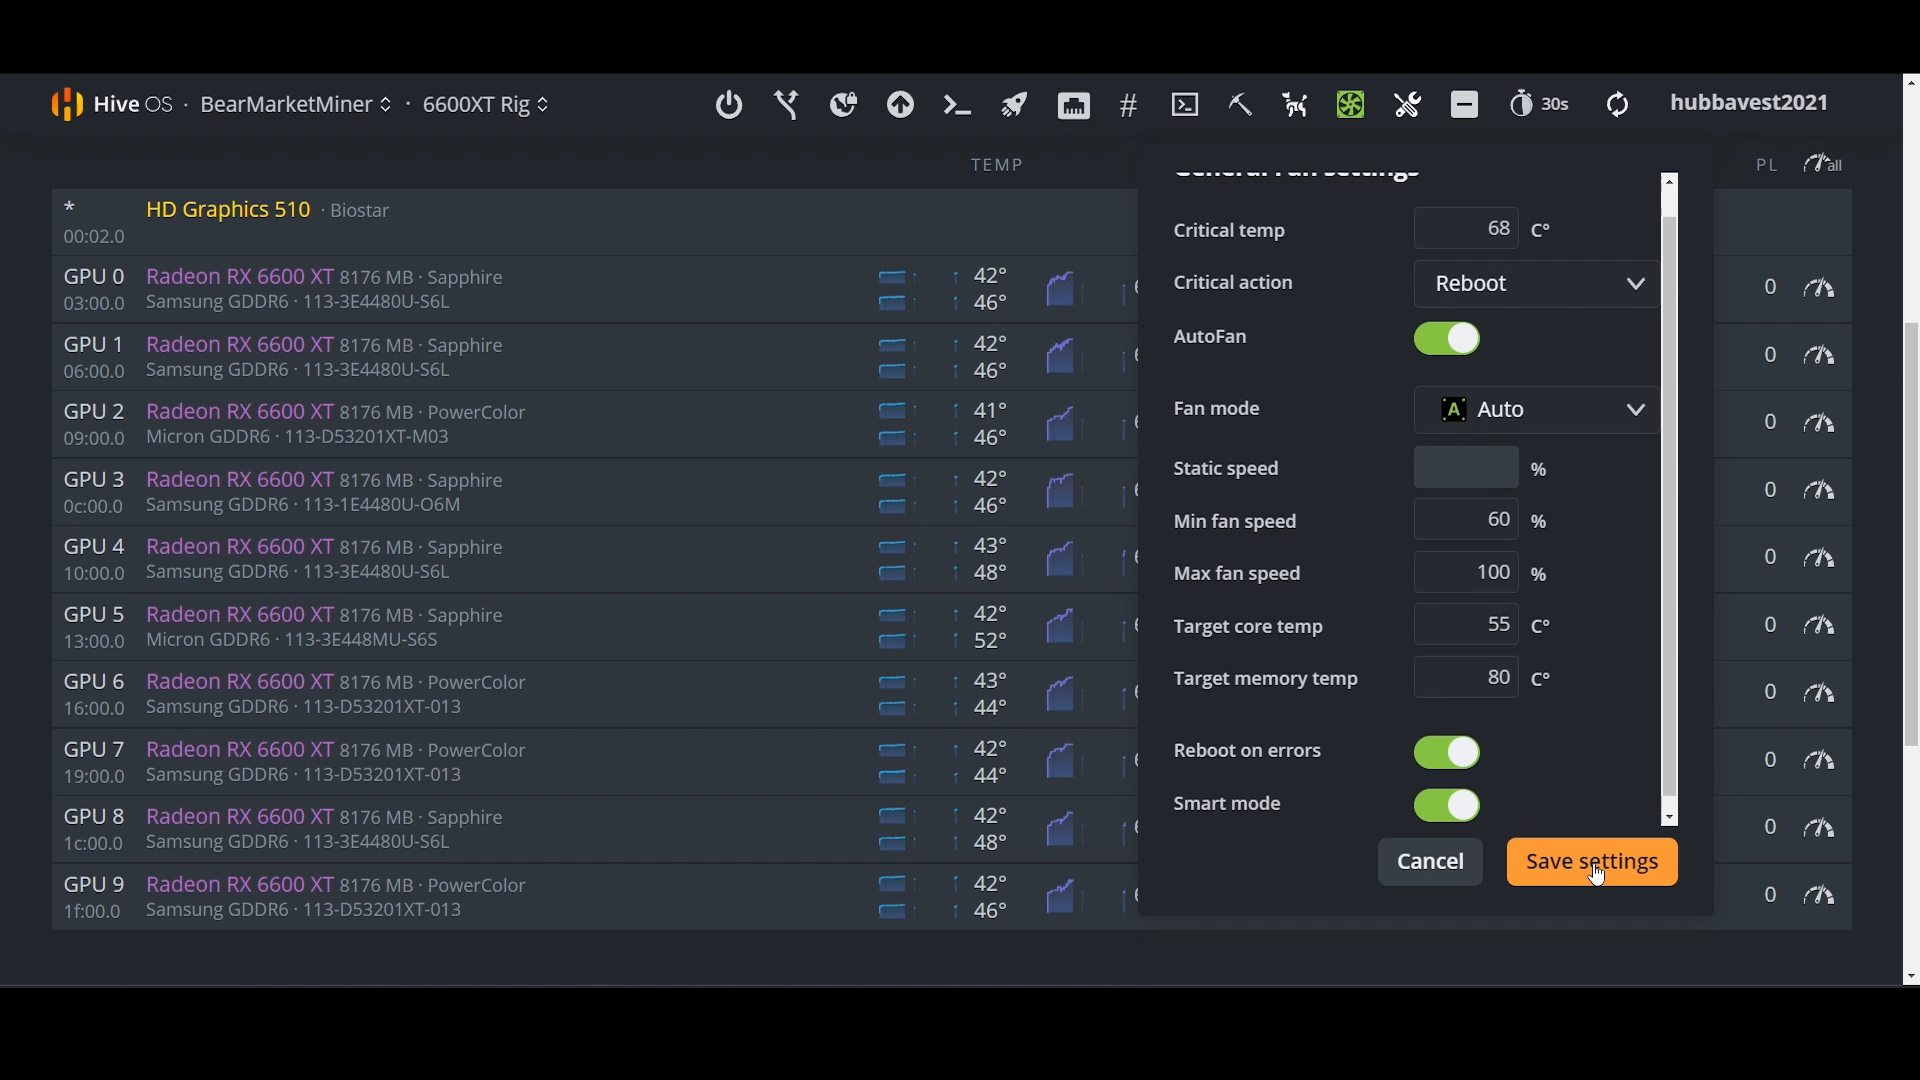 Hive OS · BearMarketMiner · 6600XT Rig 30s hubbavest2021
TEMP PL all
General Fan Settings
* HD Graphics 510 · Biostar
00:02.0
GPU 0 Radeon RX 6600 XT 8176 MB · Sapphire 42° 0
03:00.0 Samsung GDDR6 · 113-3E4480U-S6L 46°
GPU 1 Radeon RX 6600 XT 8176 MB · Sapphire 42° 0
06:00.0 Samsung GDDR6 · 113-3E4480U-S6L 46°
GPU 2 Radeon RX 6600 XT 8176 MB · PowerColor 41° 0
09:00.0 Micron GDDR6 · 113-D53201XT-M03 46°
GPU 3 Radeon RX 6600 XT 8176 MB · Sapphire 42° 0
0c:00.0 Samsung GDDR6 · 113-1E4480U-O6M 46°
GPU 4 Radeon RX 6600 XT 8176 MB · Sapphire 43° 0
10:00.0 Samsung GDDR6 · 113-3E4480U-S6L 48°
GPU 5 Radeon RX 6600 XT 8176 MB · Sapphire 42° 0
13:00.0 Micron GDDR6 · 113-3E448MU-S6S 52°
GPU 6 Radeon RX 6600 XT 8176 MB · PowerColor 43° 0
16:00.0 Samsung GDDR6 · 113-D53201XT-013 44°
GPU 7 Radeon RX 6600 XT 8176 MB · PowerColor 42° 0
19:00.0 Samsung GDDR6 · 113-D53201XT-013 44°
GPU 8 Radeon RX 6600 XT 8176 MB · Sapphire 42° 0
1c:00.0 Samsung GDDR6 · 113-3E4480U-S6L 48°
GPU 9 Radeon RX 6600 XT 8176 MB · PowerColor 42° 0
1f:00.0 Samsung GDDR6 · 113-D53201XT-013 46°
Critical temp 68 C°
Critical action Reboot
AutoFan
Fan mode A Auto
Static speed %
Min fan speed 60 %
Max fan speed 100 %
Target core temp 55 C°
Target memory temp 80 C°
Reboot on errors
Smart mode
Cancel Save settings